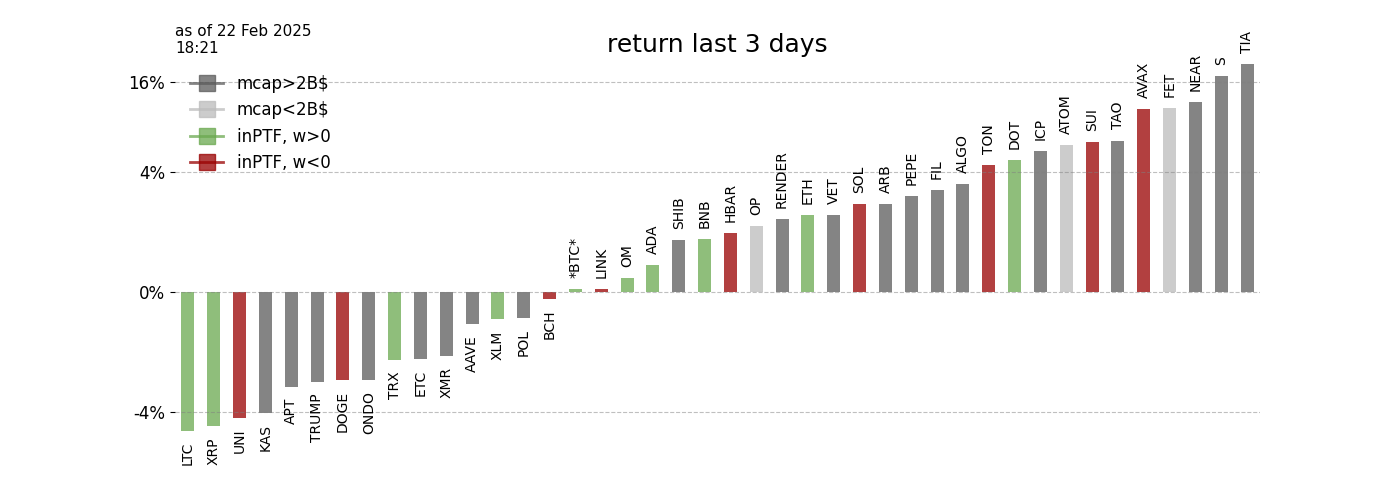 as of 22 Feb 2025
18:21
return last 3 days
mcap>2B$
mcap<2B$
inPTF, w>0
inPTF, w<0
16%
4%
0%
-4%
LTC
XRP
UNI
KAS
APT
TRUMP
DOGE
ONDO
TRX
ETC
XMR
AAVE
XLM
POL
BCH
*BTC*
LINK
OM
ADA
SHIB
BNB
HBAR
OP
RENDER
ETH
VET
SOL
ARB
PEPE
FIL
ALGO
TON
DOT
ICP
ATOM
SUI
TAO
AVAX
FET
NEAR
S
TIA